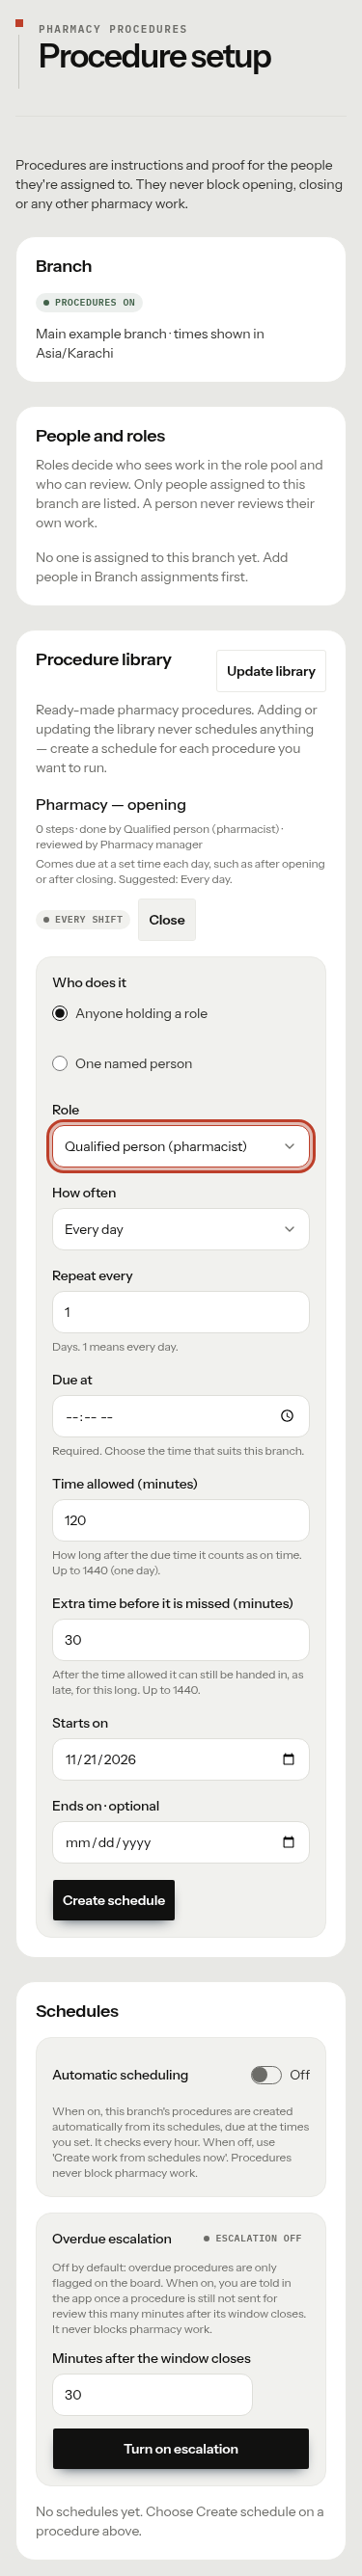 PHARMACY PROCEDURES
Procedure setup
Procedures are instructions and proof for the people
they're assigned to. They never block opening, closing
or any other pharmacy work.
Branch
PROCEDURES ON
Main example branch · times shown in
Asia/Karachi
People and roles
Roles decide who sees work in the role pool and
who can review. Only people assigned to this
branch are listed. A person never reviews their
own work.
No one is assigned to this branch yet. Add
people in Branch assignments first.
Procedure library
Update library
Ready-made pharmacy procedures. Adding or
updating the library never schedules anything
— create a schedule for each procedure you
want to run.
Pharmacy — opening
0 steps · done by Qualified person (pharmacist) ·
reviewed by Pharmacy manager
Comes due at a set time each day, such as after opening
or after closing. Suggested: Every day.
EVERY SHIFT
Close
Who does it
Anyone holding a role
One named person
Role
Qualified person (pharmacist)
How often
Every day
Repeat every
1
Days. 1 means every day.
Due at
--:-- --
Required. Choose the time that suits this branch.
Time allowed (minutes)
120
How long after the due time it counts as on time.
Up to 1440 (one day).
Extra time before it is missed (minutes)
30
After the time allowed it can still be handed in, as
late, for this long. Up to 1440.
Starts on
11/21/2026
Ends on · optional
mm/dd/yyyy
Create schedule
Schedules
Automatic scheduling
Off
When on, this branch's procedures are created
automatically from its schedules, due at the times
you set. It checks every hour. When off, use
'Create work from schedules now'. Procedures
never block pharmacy work.
Overdue escalation
ESCALATION OFF
Off by default: overdue procedures are only
flagged on the board. When on, you are told in
the app once a procedure is still not sent for
review this many minutes after its window closes.
It never blocks pharmacy work.
Minutes after the window closes
30
Turn on escalation
No schedules yet. Choose Create schedule on a
procedure above.